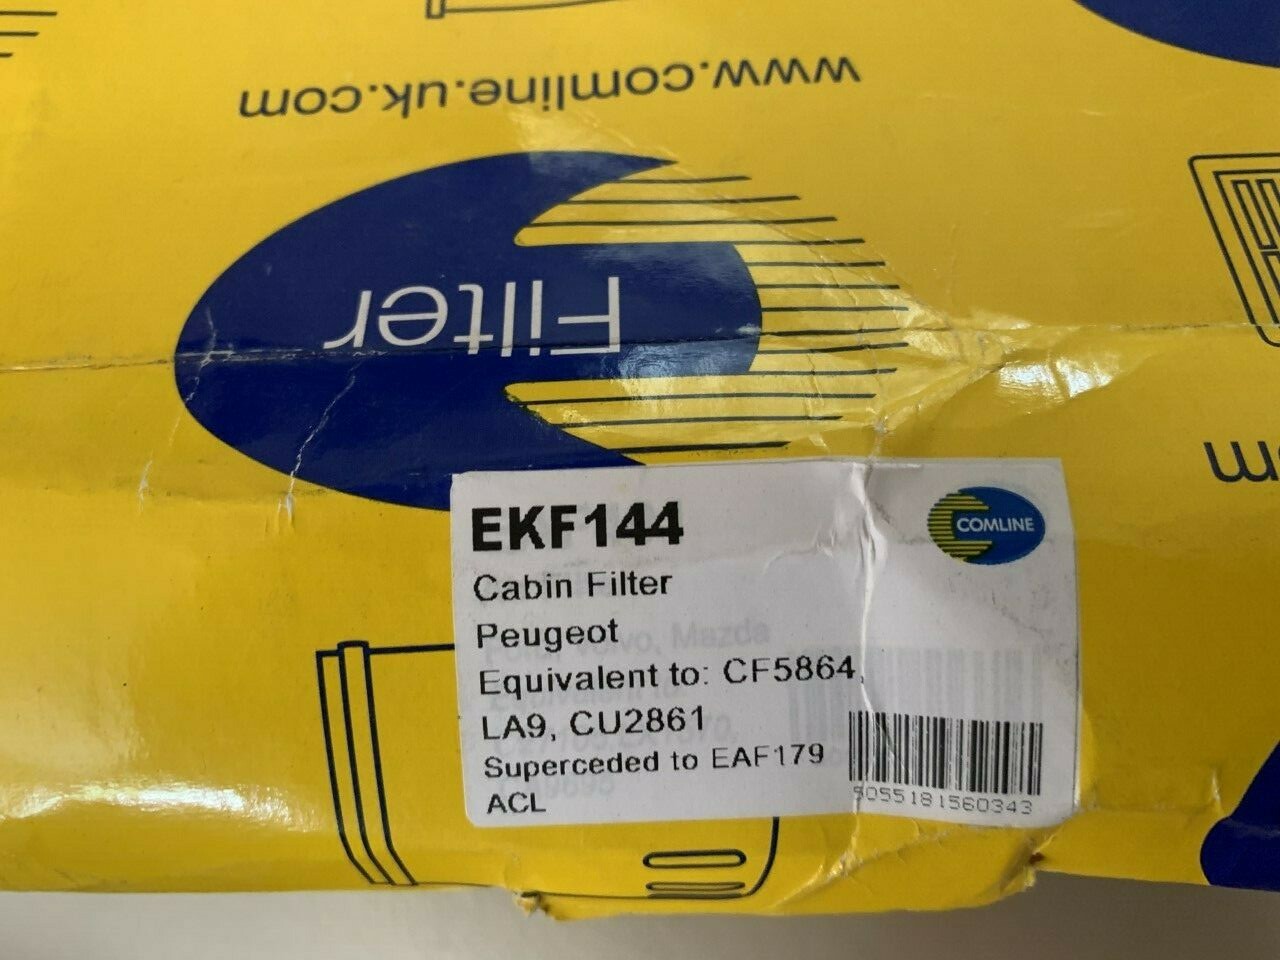 www.comline.uk.com
Filter
EKF144
COMLINE
Cabin Filter
Peugeot
Equivalent to: CF5864,
LA9, CU2861
Superceded to EAF179
ACL
5055181560343